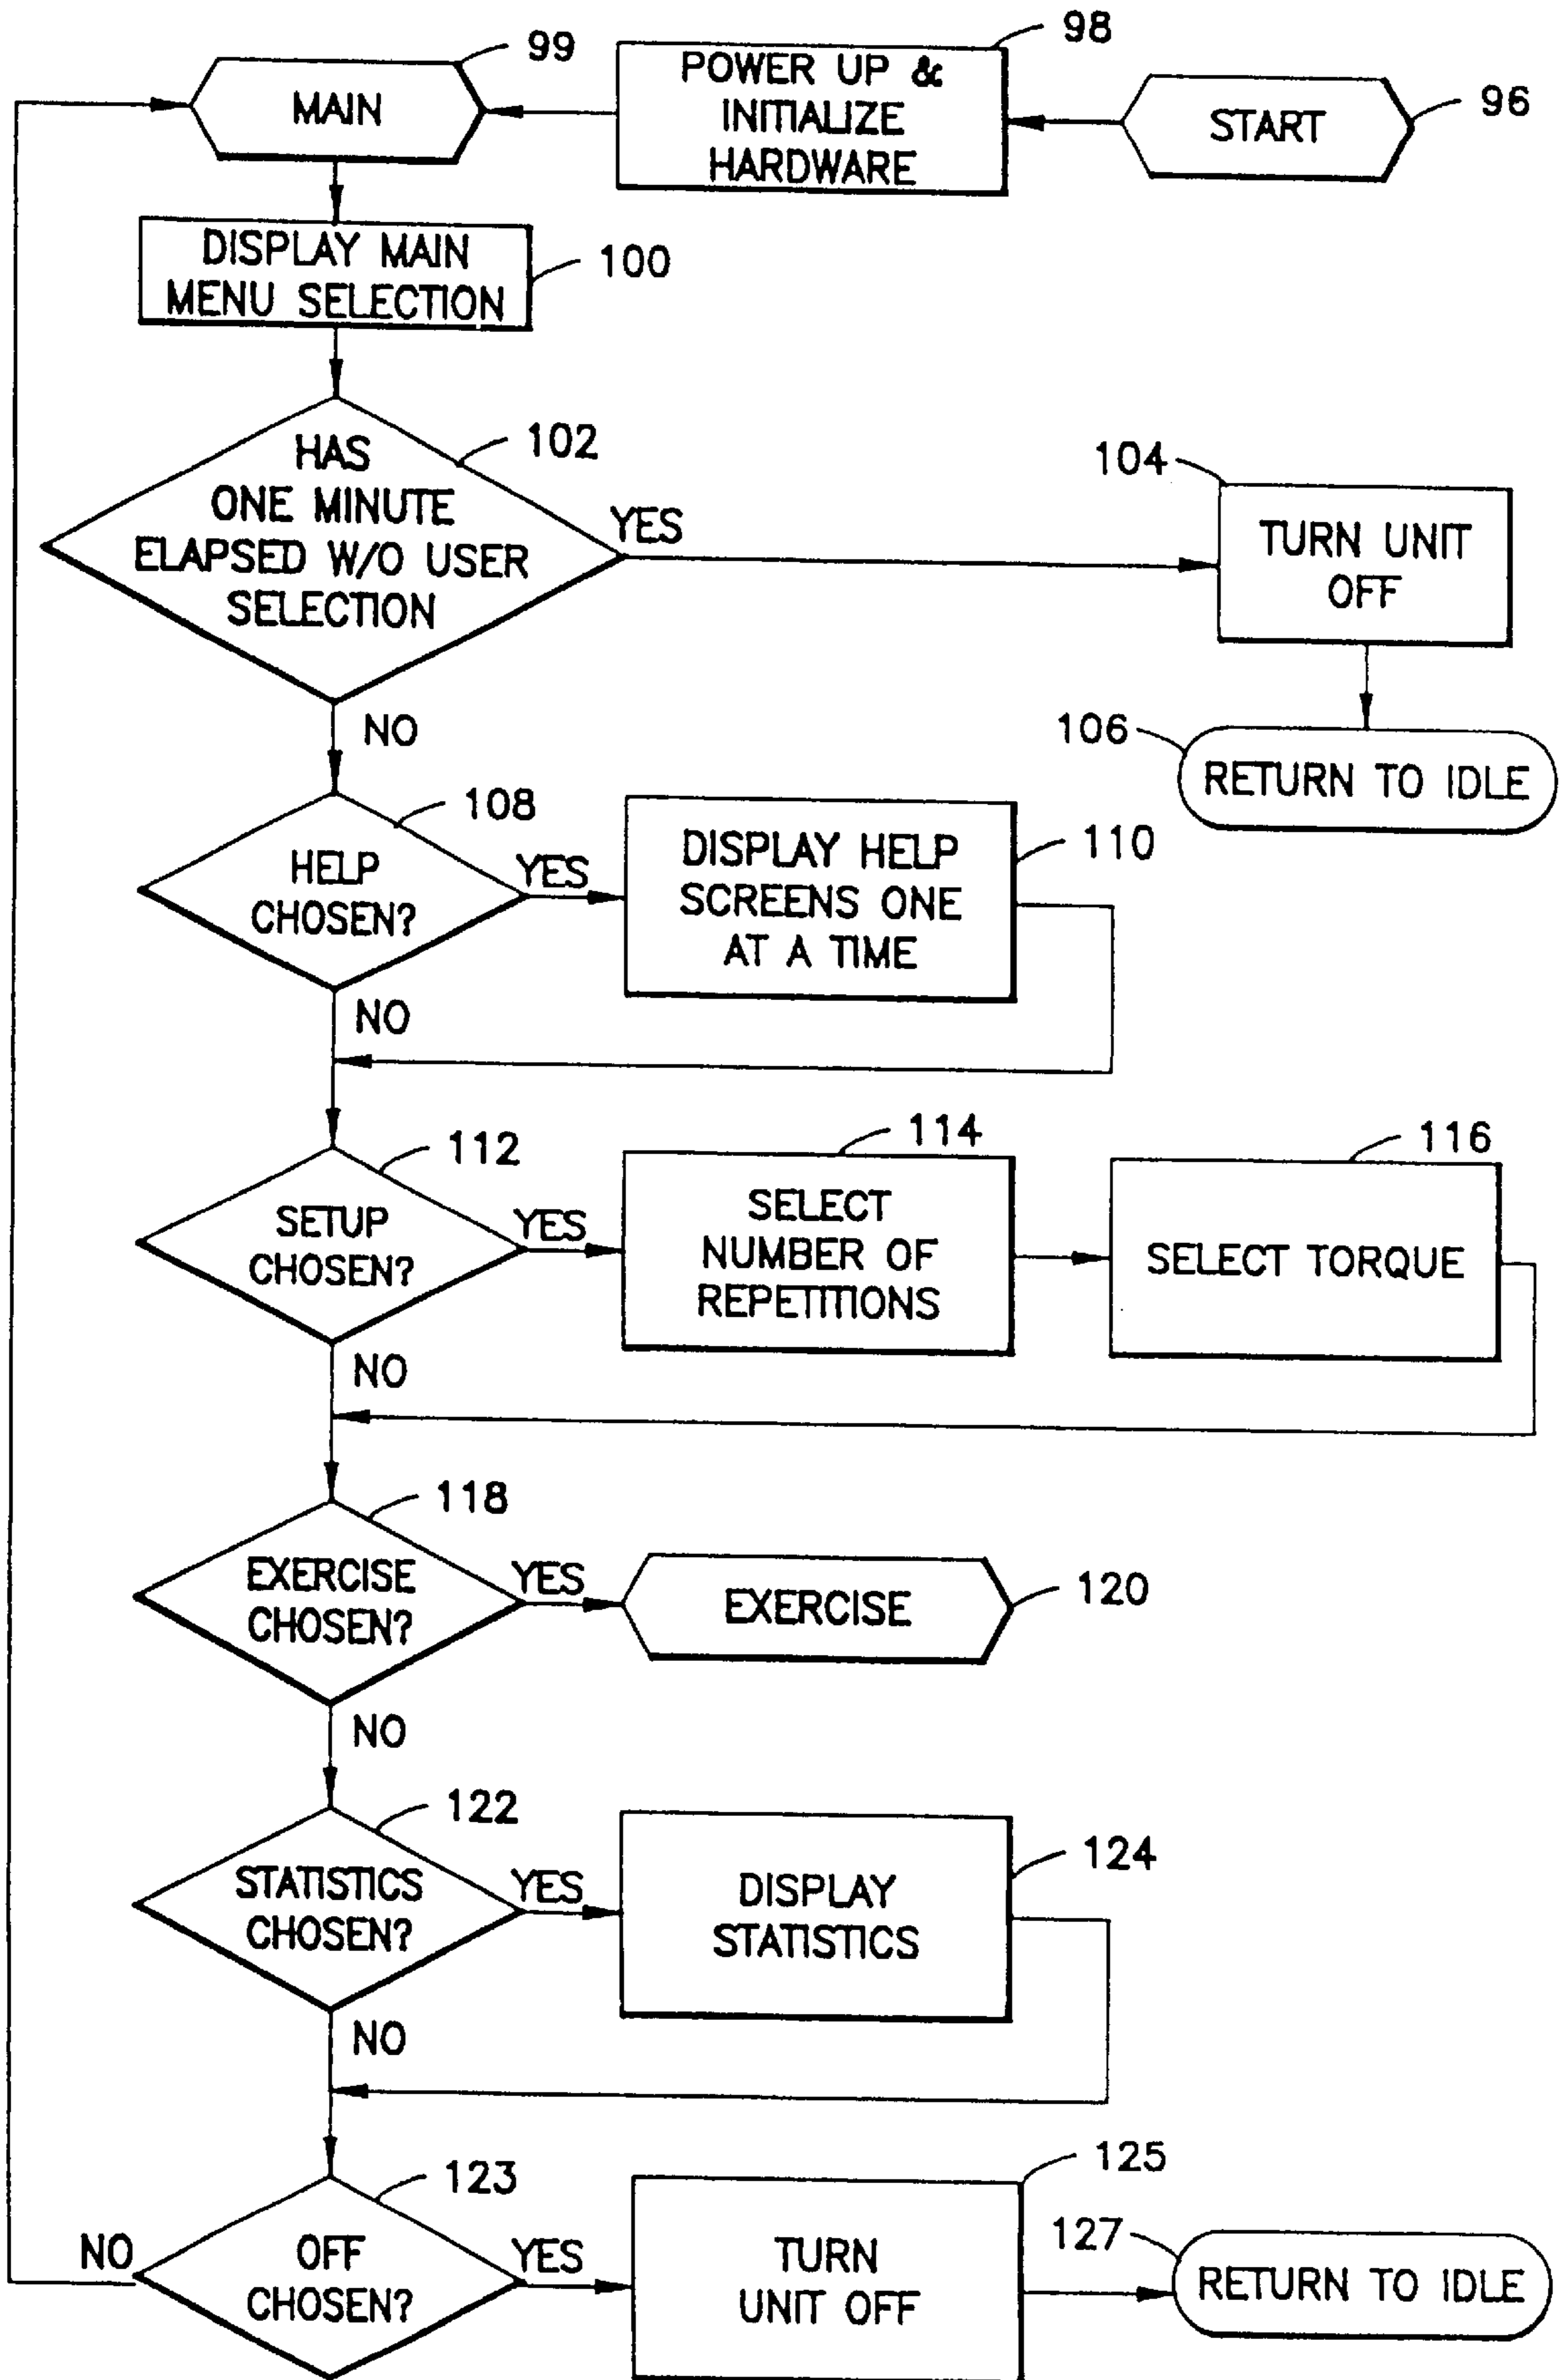 99
MAIN
98
POWER UP &
INITIALIZE
HARDWARE
96
START
DISPLAY MAIN
MENU SELECTION
100
HAS
ONE MINUTE
ELAPSED W/O USER
SELECTION
102
YES
104
TURN UNIT
OFF
NO
106
RETURN TO IDLE
108
HELP
CHOSEN?
YES
DISPLAY HELP
SCREENS ONE
AT A TIME
110
NO
112
SETUP
CHOSEN?
YES
114
SELECT
NUMBER OF
REPETITIONS
116
SELECT TORQUE
NO
118
EXERCISE
CHOSEN?
YES
EXERCISE
120
NO
122
STATISTICS
CHOSEN?
YES
DISPLAY
STATISTICS
124
NO
123
OFF
CHOSEN?
NO
YES
125
TURN
UNIT OFF
127
RETURN TO IDLE